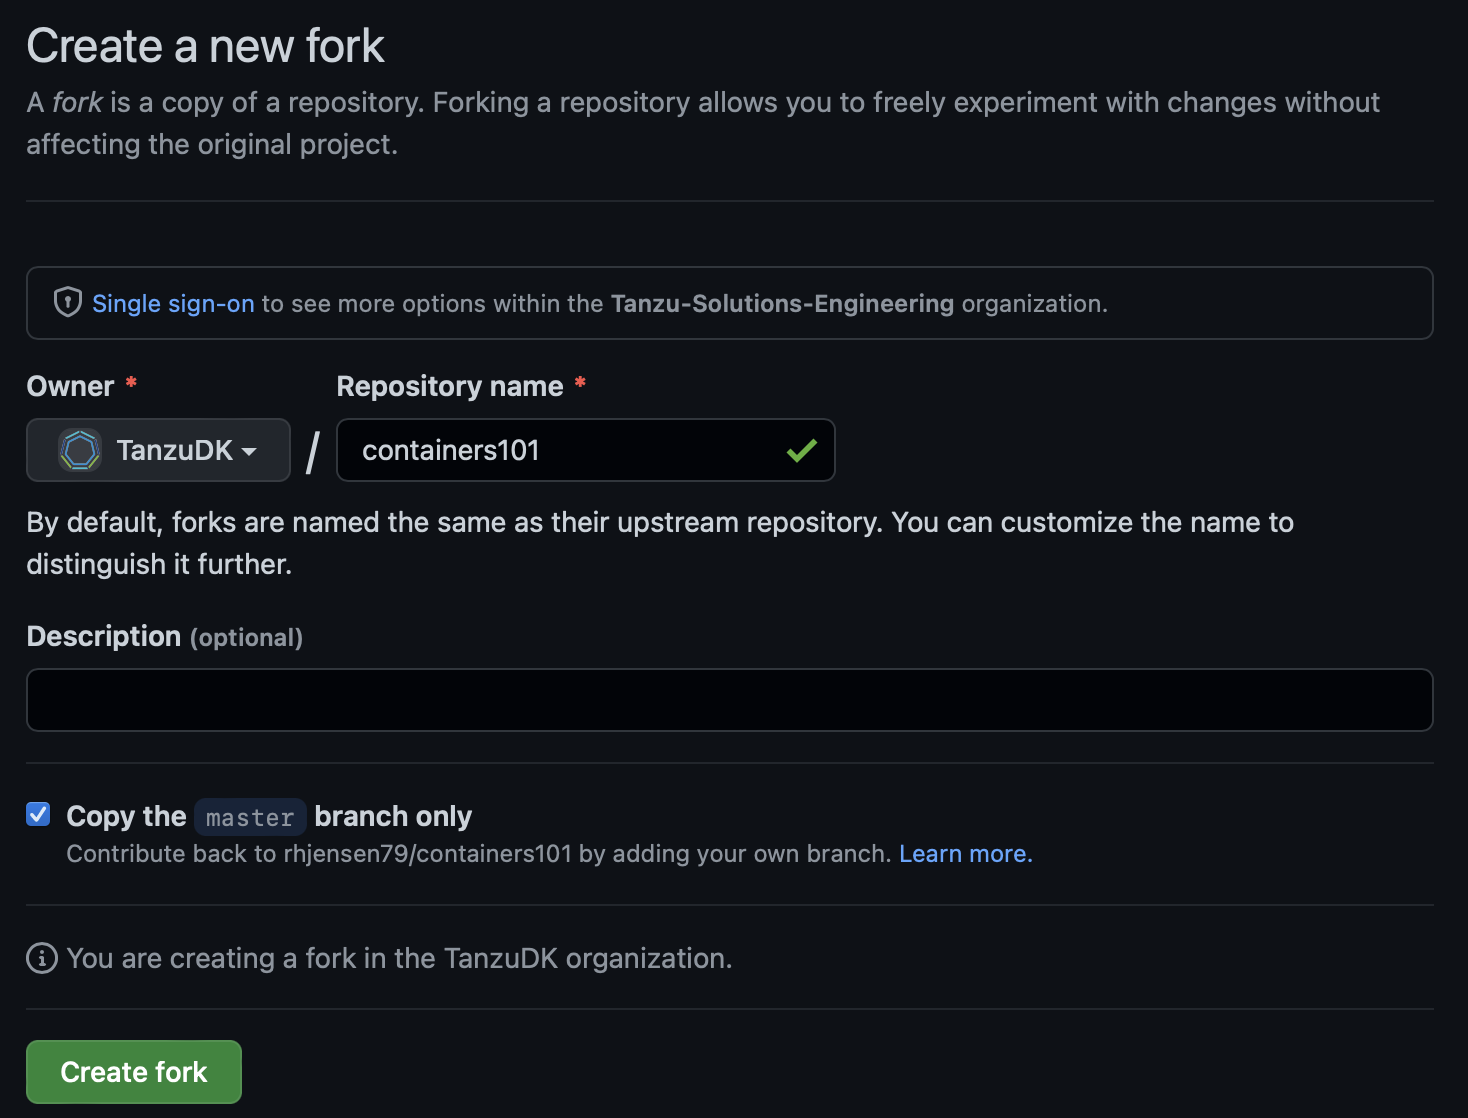 Create a new fork
A fork is a copy of a repository. Forking a repository allows you to freely experiment with changes without
affecting the original project.
Single sign-on to see more options within the Tanzu-Solutions-Engineering organization.
Owner * Repository name *
TanzuDK / containers101
By default, forks are named the same as their upstream repository. You can customize the name to
distinguish it further.
Description (optional)
Copy the master branch only
Contribute back to rhjensen79/containers101 by adding your own branch. Learn more.
You are creating a fork in the TanzuDK organization.
Create fork